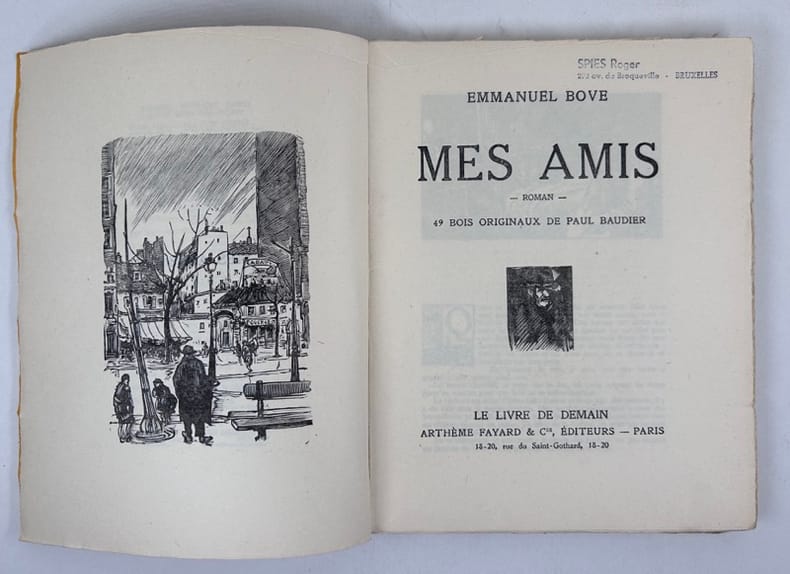 SPIES Roger
av. de Broqueville - BRUXELLES
EMMANUEL BOVE
MES AMIS
— ROMAN —
49 BOIS ORIGINAUX DE PAUL BAUDIER
LE LIVRE DE DEMAIN
ARTHÈME FAYARD & Cie, ÉDITEURS — PARIS
18-20, rue du Saint-Gothard, 18-20